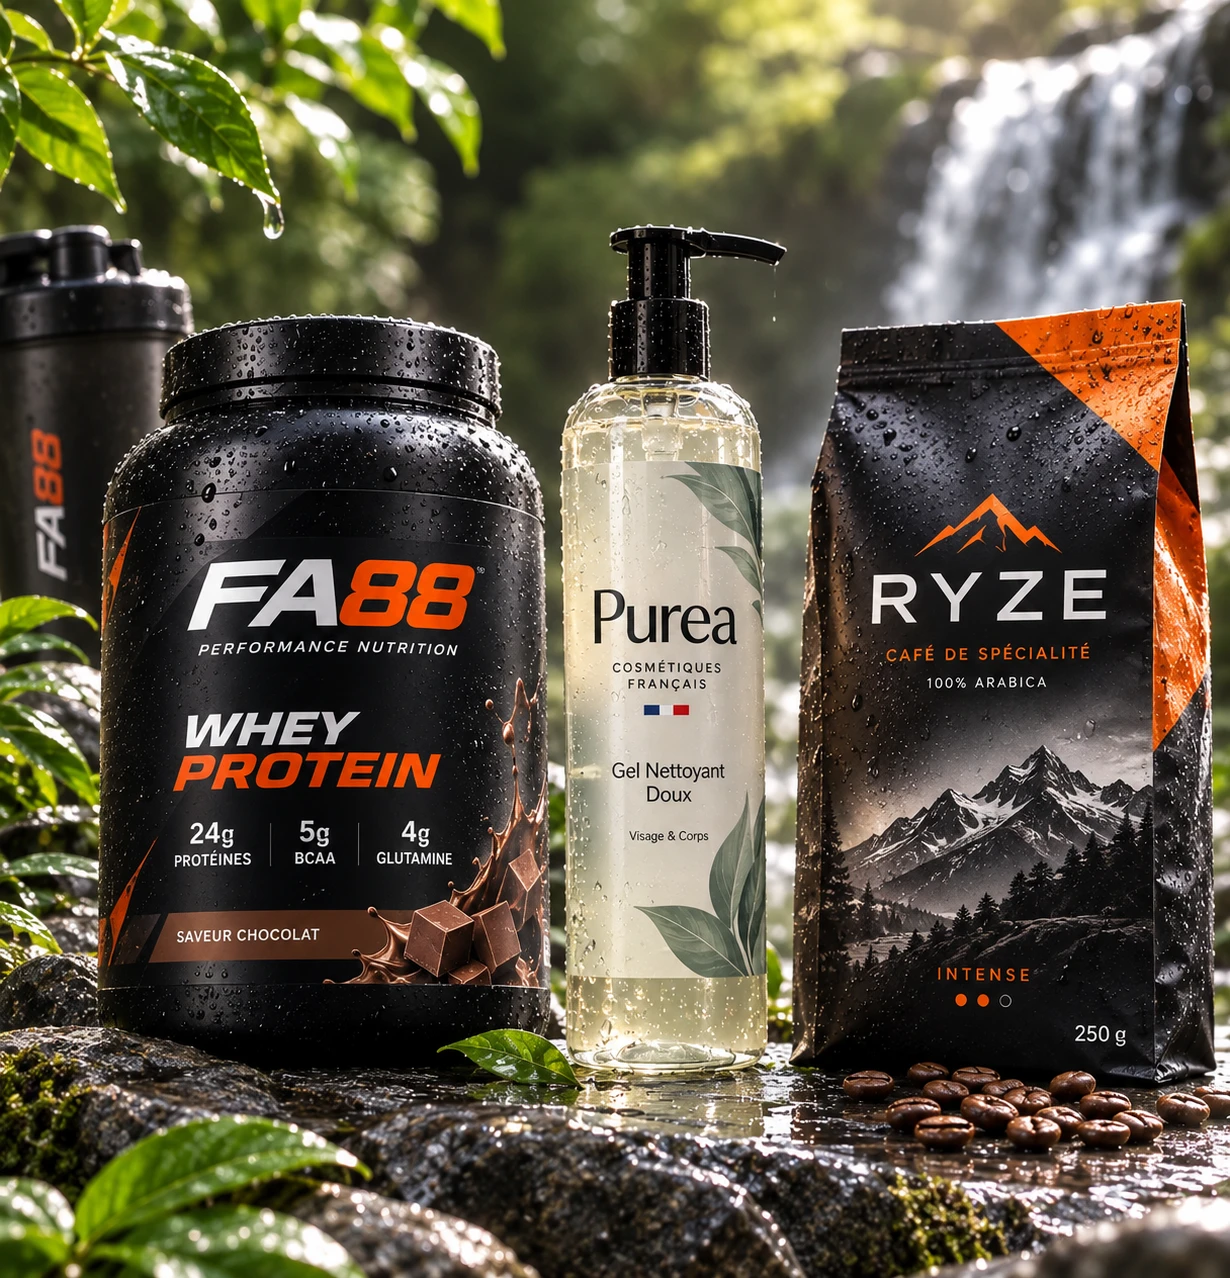 FA88
FA88
PERFORMANCE NUTRITION
WHEY
PROTEIN
24g
PROTÉINES
5g
BCAA
4g
GLUTAMINE
SAVEUR CHOCOLAT
Purea
COSMÉTIQUES
FRANÇAIS
Gel Nettoyant
Doux
Visage & Corps
RYZE
CAFÉ DE SPÉCIALITÉ
100% ARABICA
INTENSE
250 g